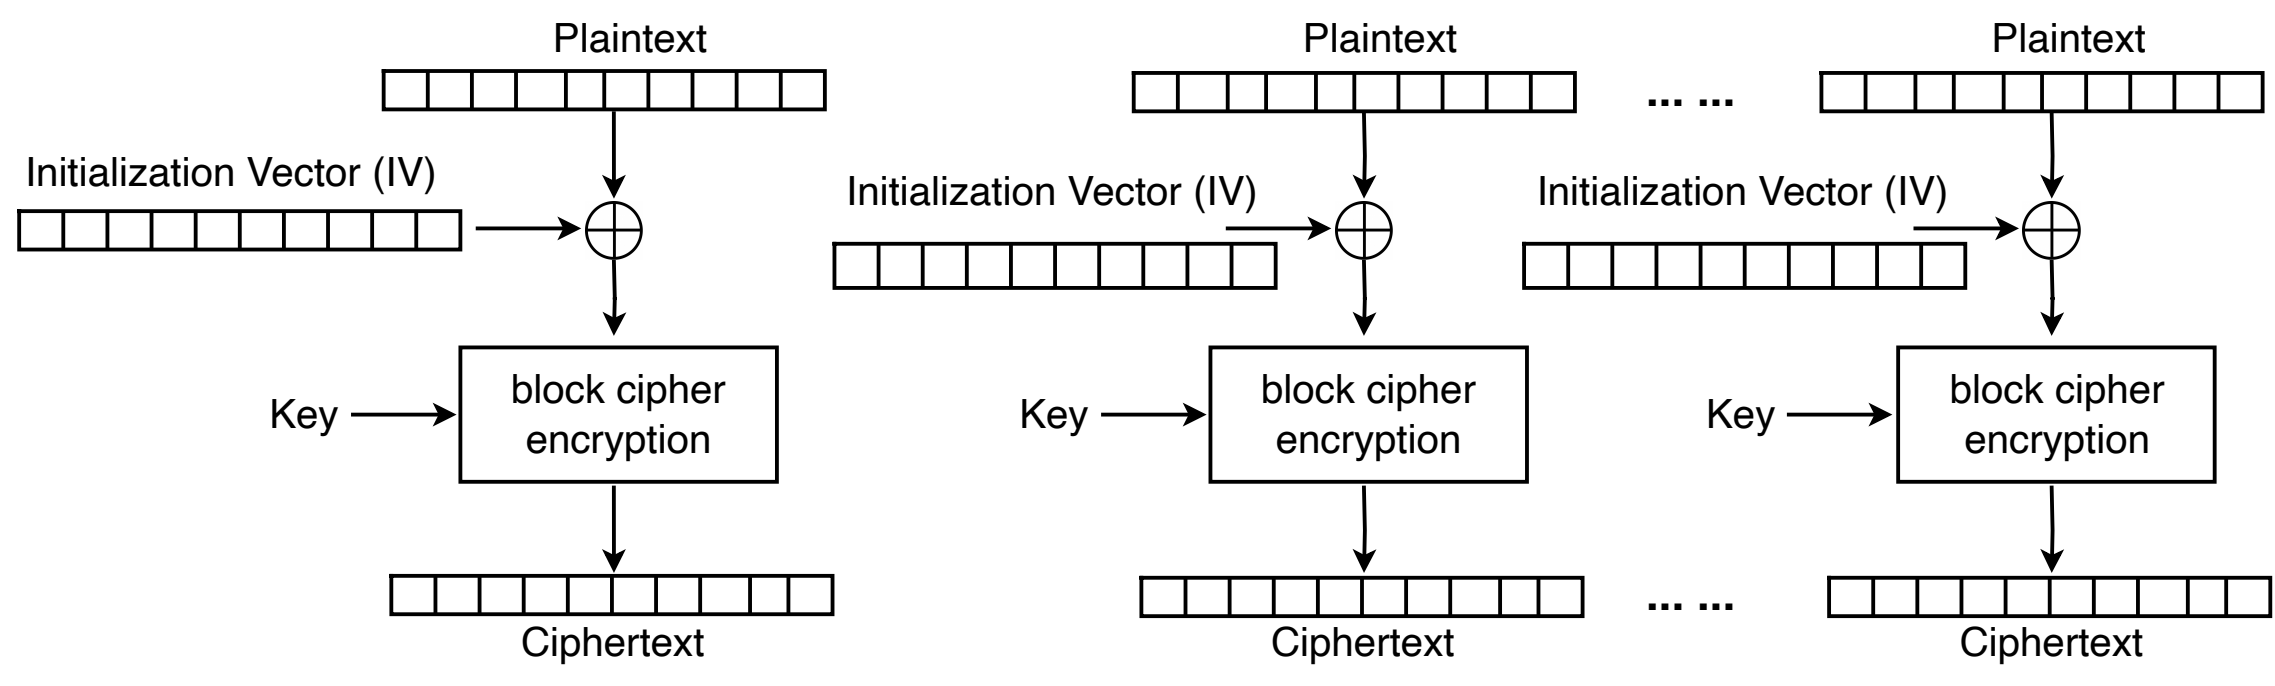 Plaintext
Plaintext
... ...
Plaintext
Initialization Vector (IV)
Initialization Vector (IV)
Initialization Vector (IV)
Key
block cipher
encryption
Key
block cipher
encryption
Key
block cipher
encryption
Ciphertext
Ciphertext
... ...
Ciphertext